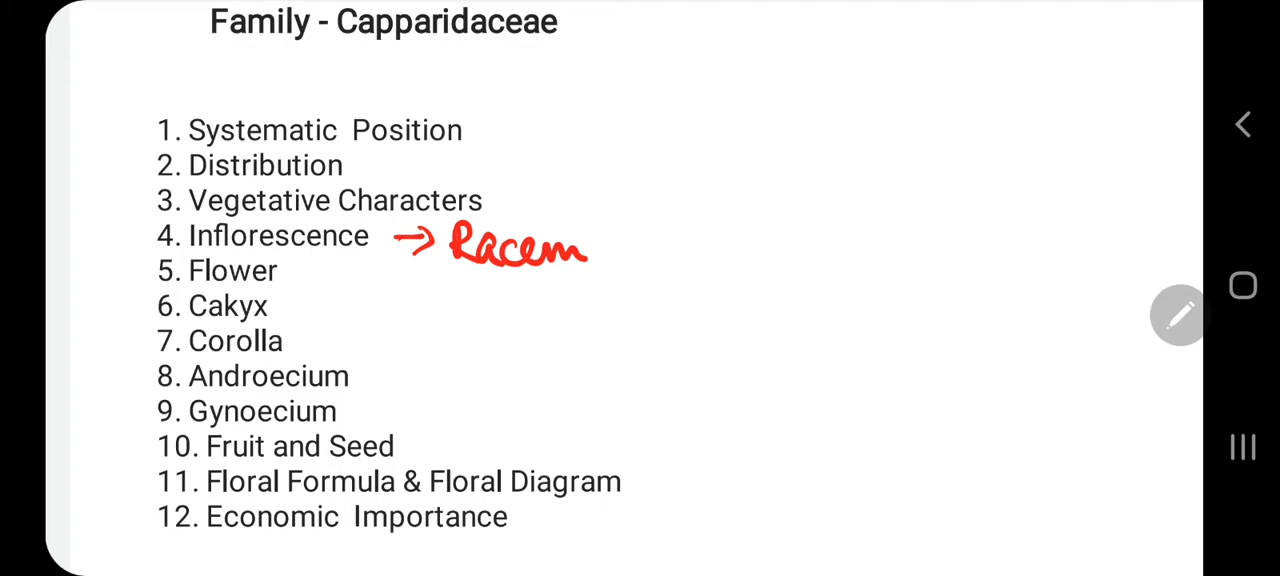 Family - Capparidaceae
1. Systematic Position
2. Distribution
3. Vegetative Characters
4. Inflorescence → Racem
5. Flower
6. Cakyx
7. Corolla
8. Androecium
9. Gynoecium
10. Fruit and Seed
11. Floral Formula & Floral Diagram
12. Economic Importance